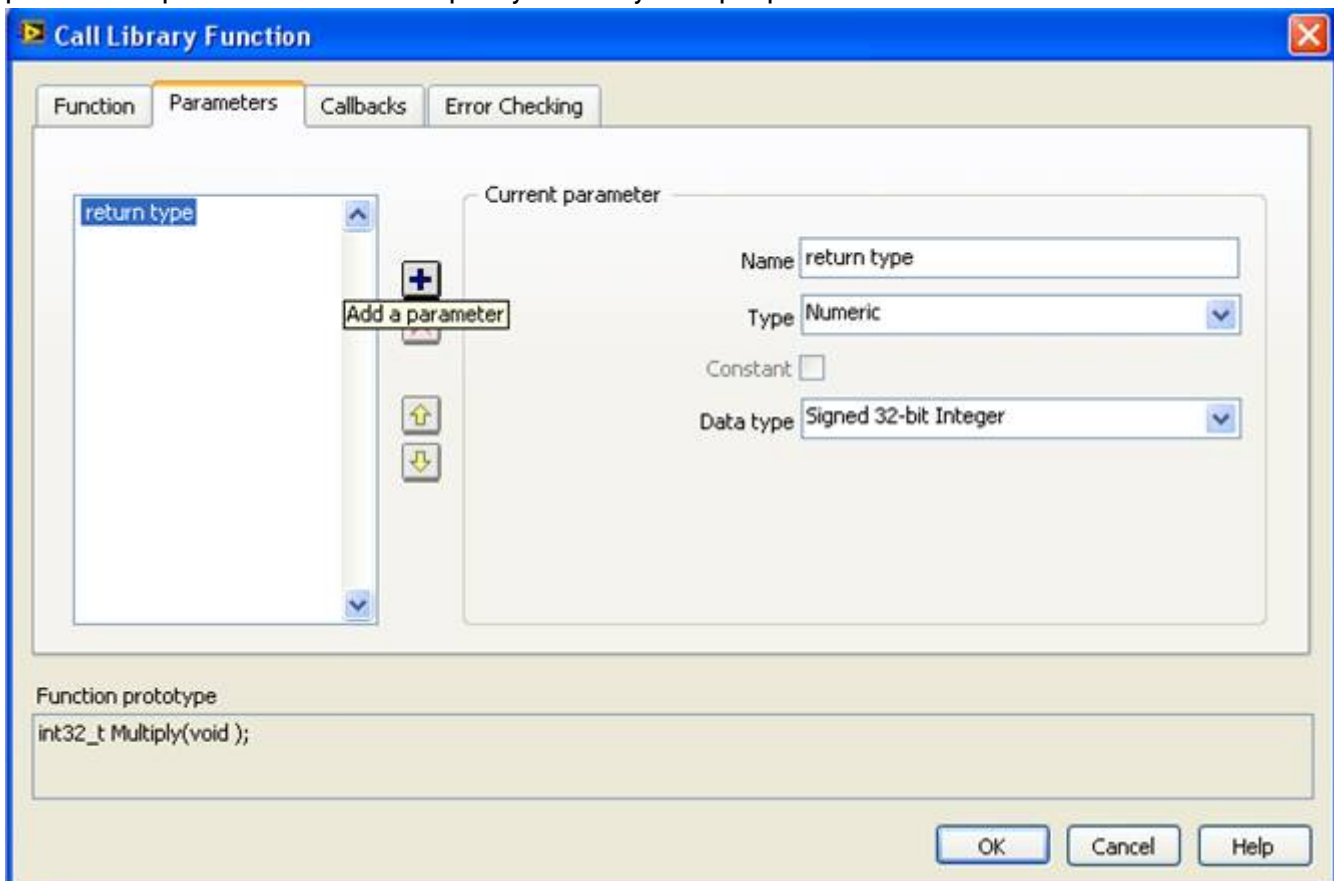 Call Library Function
Function Parameters Callbacks Error Checking
return type
Add a parameter
Current parameter
Name return type
Type Numeric
Constant
Data type Signed 32-bit Integer
Function prototype
int32_t Multiply(void );
OK Cancel Help